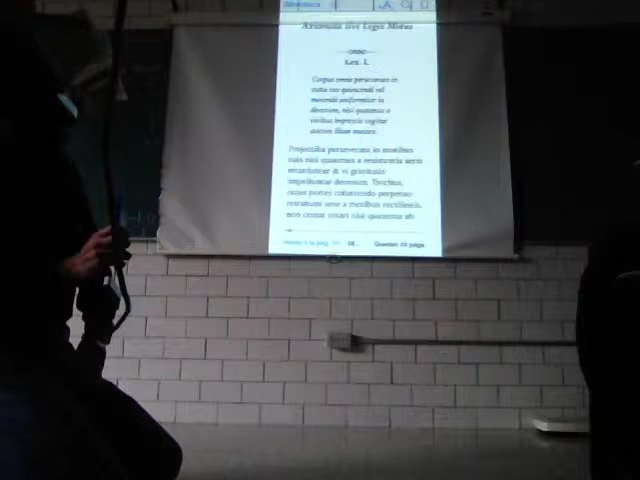 Biblioteca
Axiomata sive Leges Motus
Lex. I.
Corpus omne perseverare in
statu suo quiescendi vel
movendi uniformiter in
directum, nisi quatenus a
viribus impressis cogitur
statum illum mutare.
Projectilia perseverant in motibus
suis nisi quatenus a resistentia aeris
retardantur & vi gravitatis
impelluntur deorsum. Trochus,
cujus partes cohaerendo perpetuo
retrahunt sese a motibus rectilineis,
non cessat rotari nisi quatenus ab